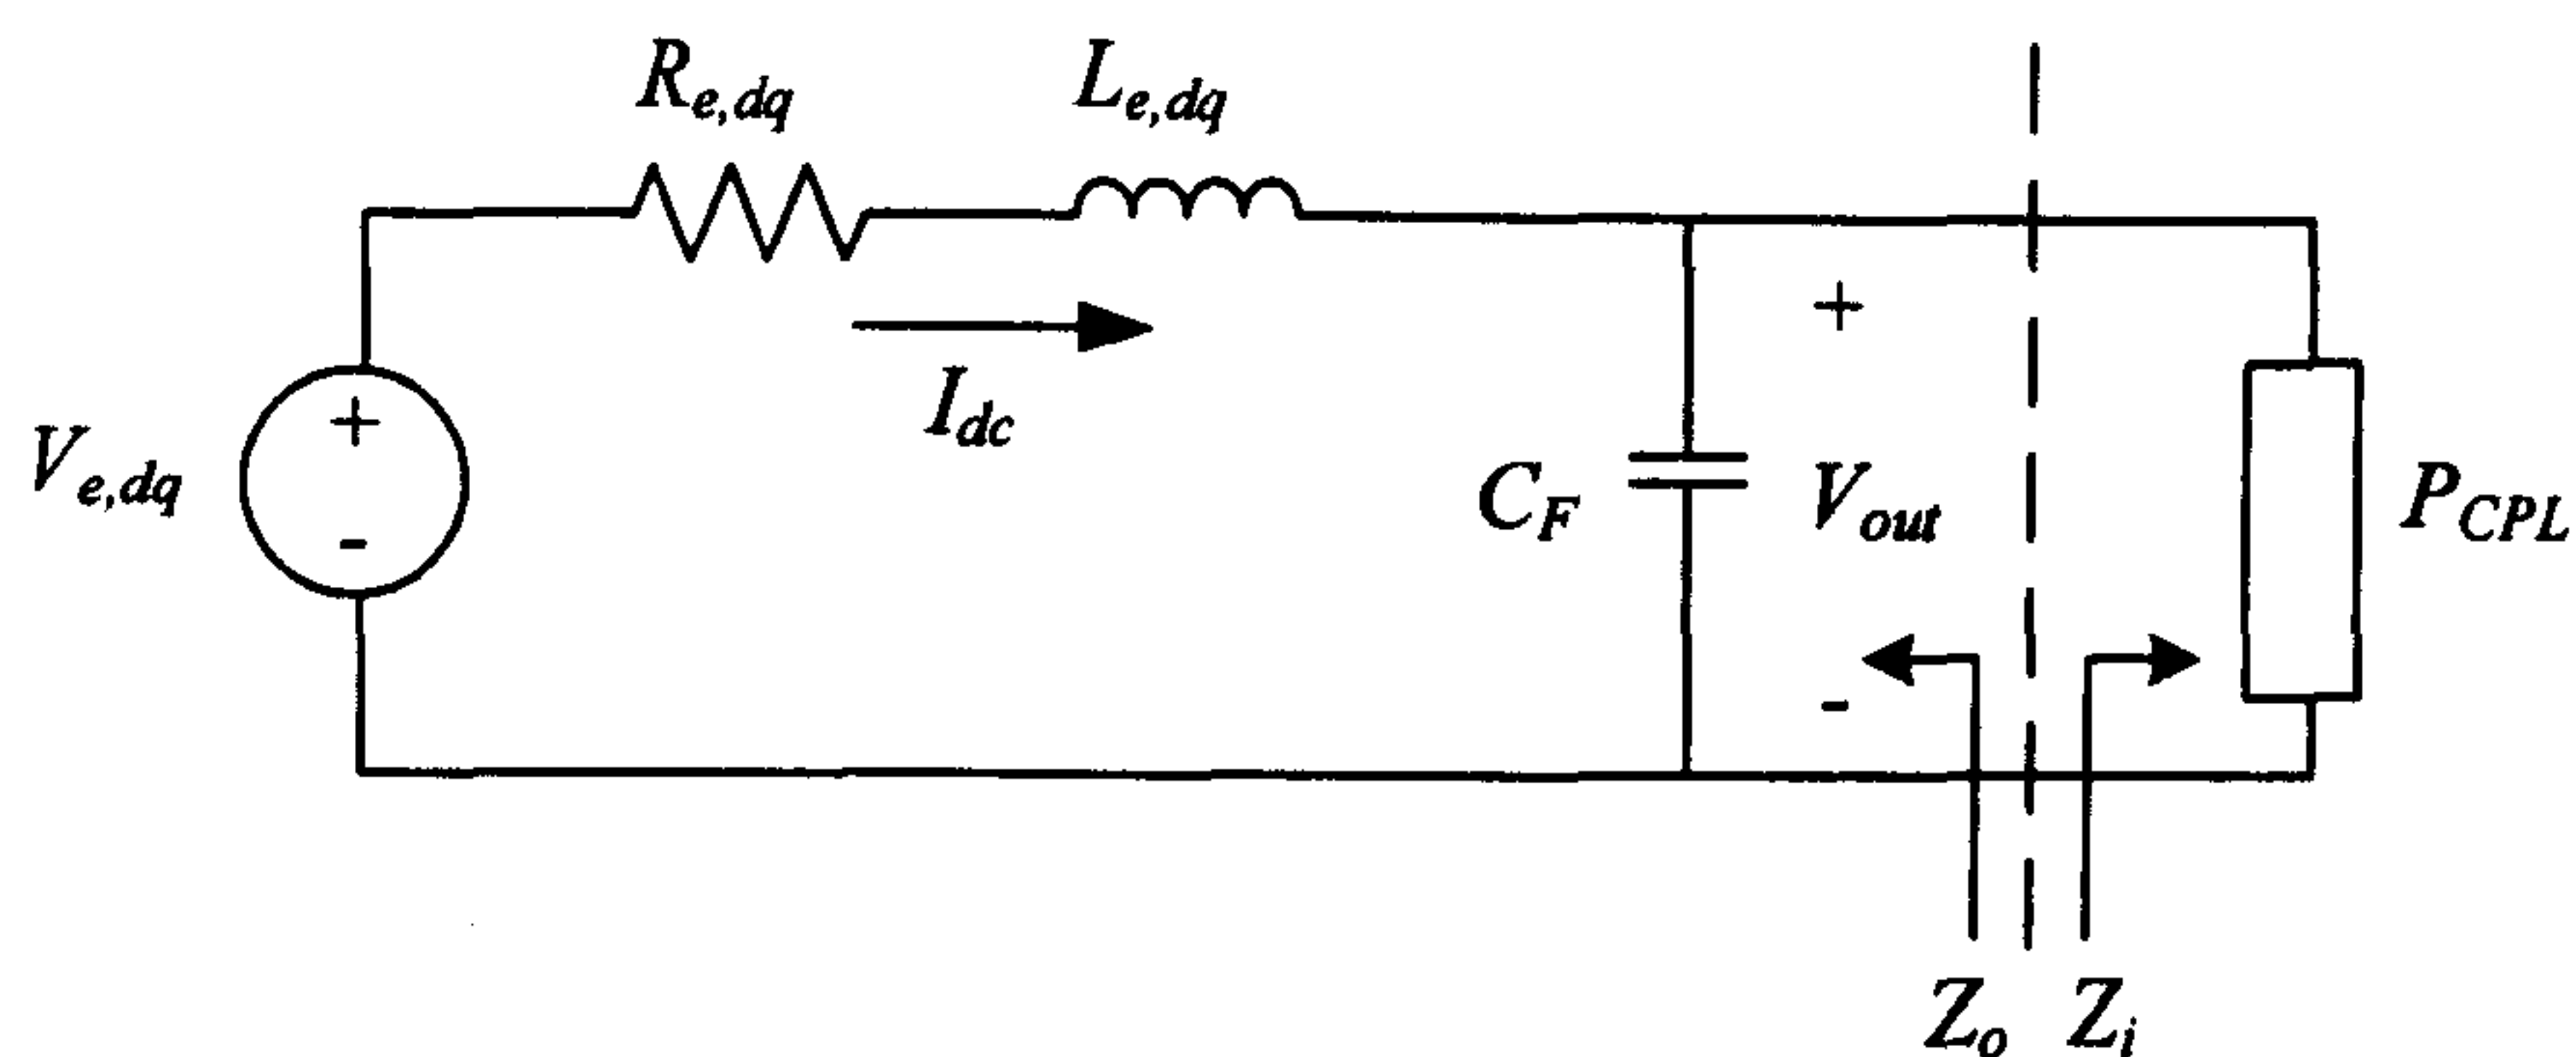 R_{e,dq}
L_{e,dq}
I_{dc}
V_{e,dq}
+
-
C_F
+
V_{out}
-
P_{CPL}
Z_o
Z_i